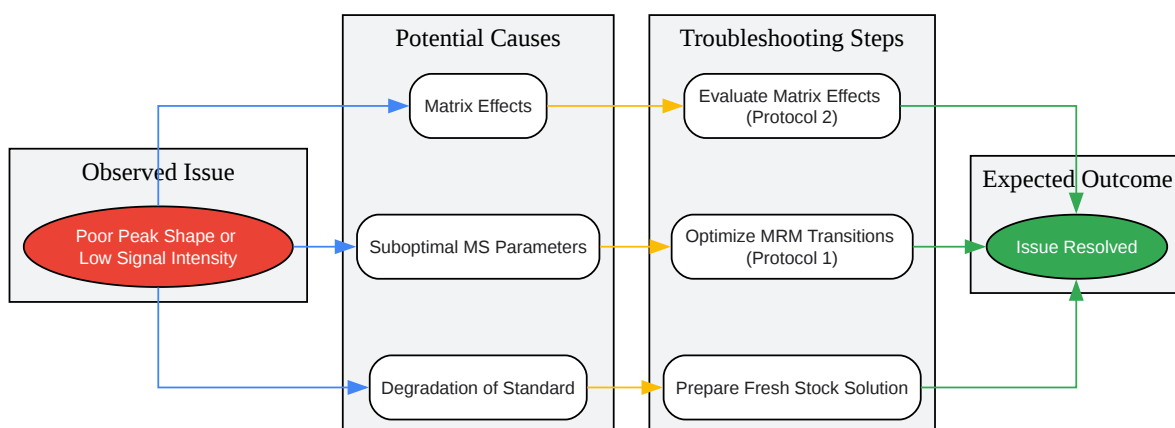 Observed Issue
Poor Peak Shape or
Low Signal Intensity
Potential Causes
Matrix Effects
Suboptimal MS Parameters
Degradation of Standard
Troubleshooting Steps
Evaluate Matrix Effects
(Protocol 2)
Optimize MRM Transitions
(Protocol 1)
Prepare Fresh Stock Solution
Expected Outcome
Issue Resolved